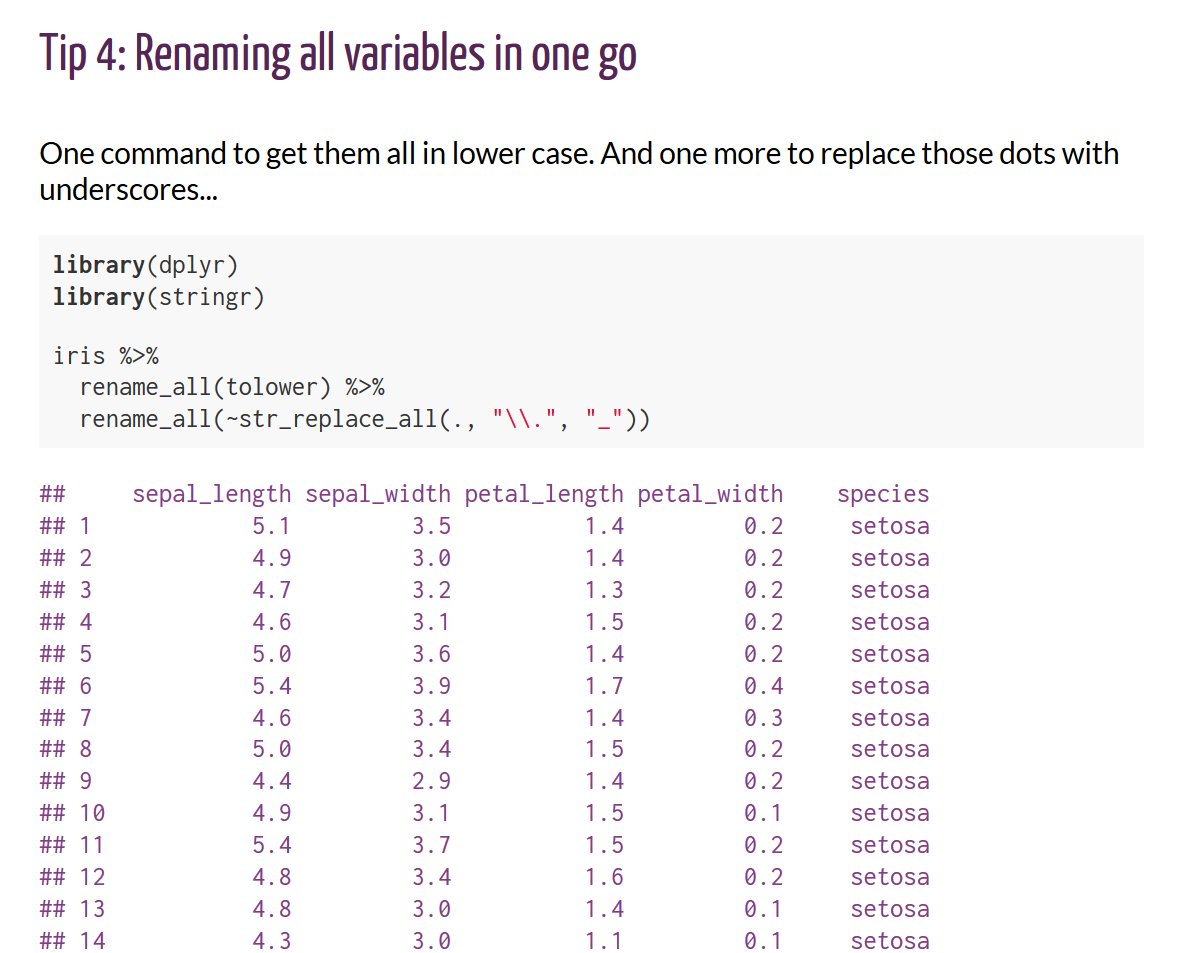 Tip 4: Renaming all variables in one go
One command to get them all in lower case. And one more to replace those dots with
underscores...
library(dplyr)
library(stringr)
iris %>%
  rename_all(tolower) %>%
  rename_all(~str_replace_all(., "\\.", "_"))
##     sepal_length sepal_width petal_length petal_width    species
## 1            5.1         3.5          1.4         0.2     setosa
## 2            4.9         3.0          1.4         0.2     setosa
## 3            4.7         3.2          1.3         0.2     setosa
## 4            4.6         3.1          1.5         0.2     setosa
## 5            5.0         3.6          1.4         0.2     setosa
## 6            5.4         3.9          1.7         0.4     setosa
## 7            4.6         3.4          1.4         0.3     setosa
## 8            5.0         3.4          1.5         0.2     setosa
## 9            4.4         2.9          1.4         0.2     setosa
## 10           4.9         3.1          1.5         0.1     setosa
## 11           5.4         3.7          1.5         0.2     setosa
## 12           4.8         3.4          1.6         0.2     setosa
## 13           4.8         3.0          1.4         0.1     setosa
## 14           4.3         3.0          1.1         0.1     setosa